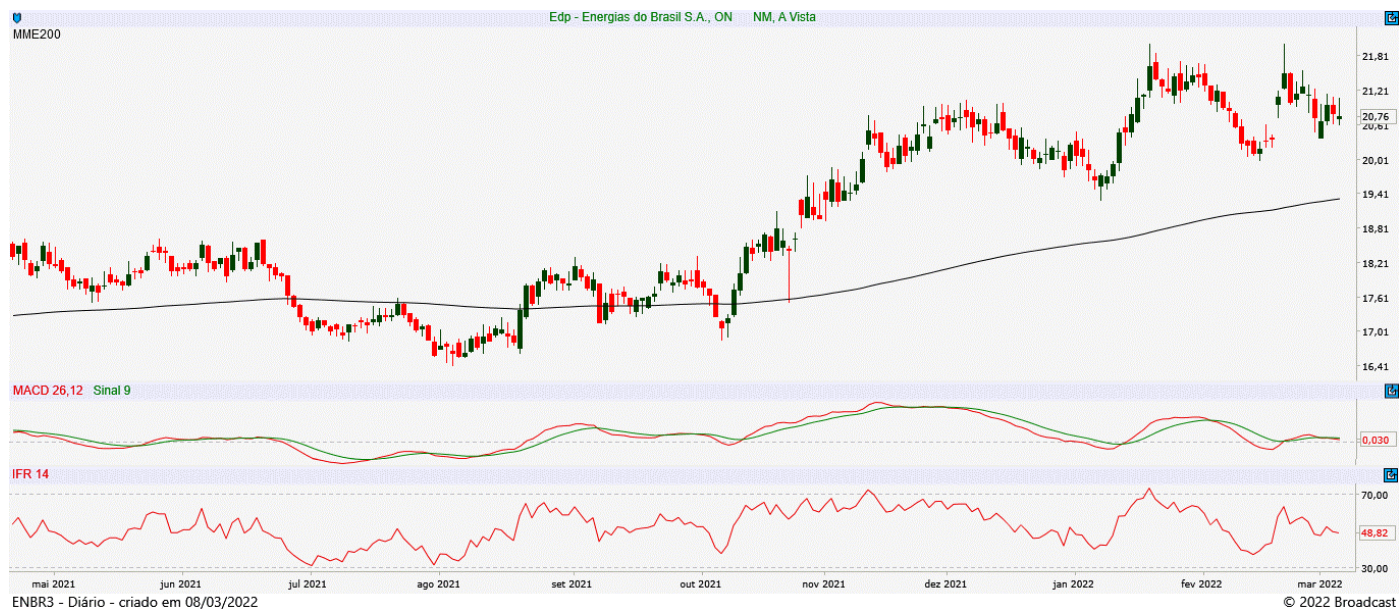 Edp - Energias do Brasil S.A., ON NM, A Vista
MME200
21,81
21,21
20,76
20,61
20,01
19,41
18,81
18,21
17,61
17,01
16,41
MACD 26,12 Sinal 9
0,030
IFR 14
70,00
48,82
30,00
mai 2021 jun 2021 jul 2021 ago 2021 set 2021 out 2021 nov 2021 dez 2021 jan 2022 fev 2022 mar 2022
ENBR3 - Diário - criado em 08/03/2022 © 2022 Broadcast